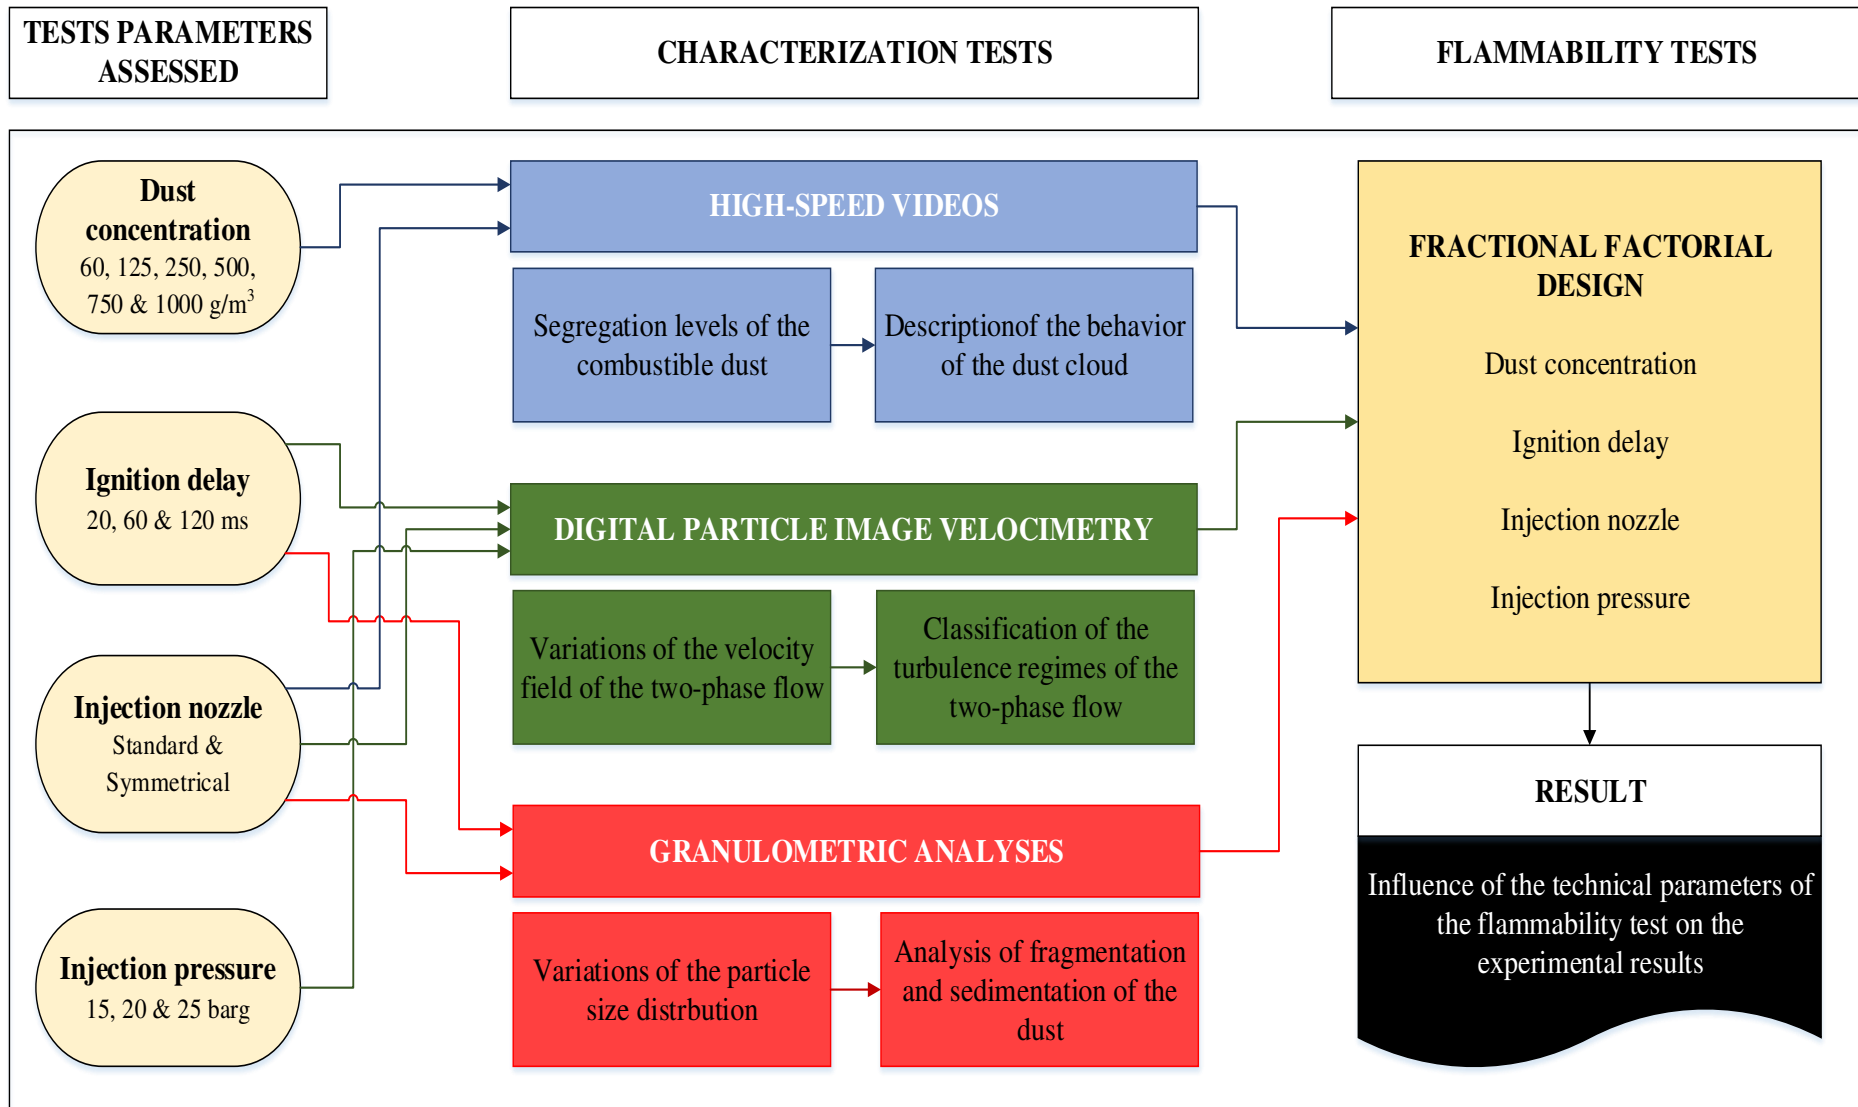 TESTS PARAMETERS
ASSESSED
CHARACTERIZATION TESTS
FLAMMABILITY TESTS
Dust
concentration
60, 125, 250, 500,
750 & 1000 g/m³
Ignition delay
20, 60 & 120 ms
Injection nozzle
Standard &
Symmetrical
Injection pressure
15, 20 & 25 barg
HIGH-SPEED VIDEOS
Segregation levels of the
combustible dust
Descriptionof the behavior
of the dust cloud
DIGITAL PARTICLE IMAGE VELOCIMETRY
Variations of the velocity
field of the two-phase flow
Classification of the
turbulence regimes of the
two-phase flow
GRANULOMETRIC ANALYSES
Variations of the particle
size distrbution
Analysis of fragmentation
and sedimentation of the
dust
FRACTIONAL FACTORIAL
DESIGN
Dust concentration
Ignition delay
Injection nozzle
Injection pressure
RESULT
Influence of the technical parameters of
the flammability test on the
experimental results